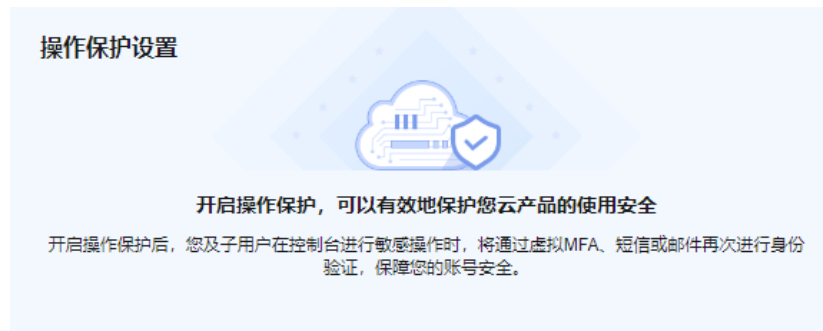 操作保护设置
开启操作保护，可以有效地保护您云产品的使用安全
开启操作保护后，您及子用户在控制台进行敏感操作时，将通过虚拟MFA、短信或邮件再次进行身份
验证，保障您的账号安全。